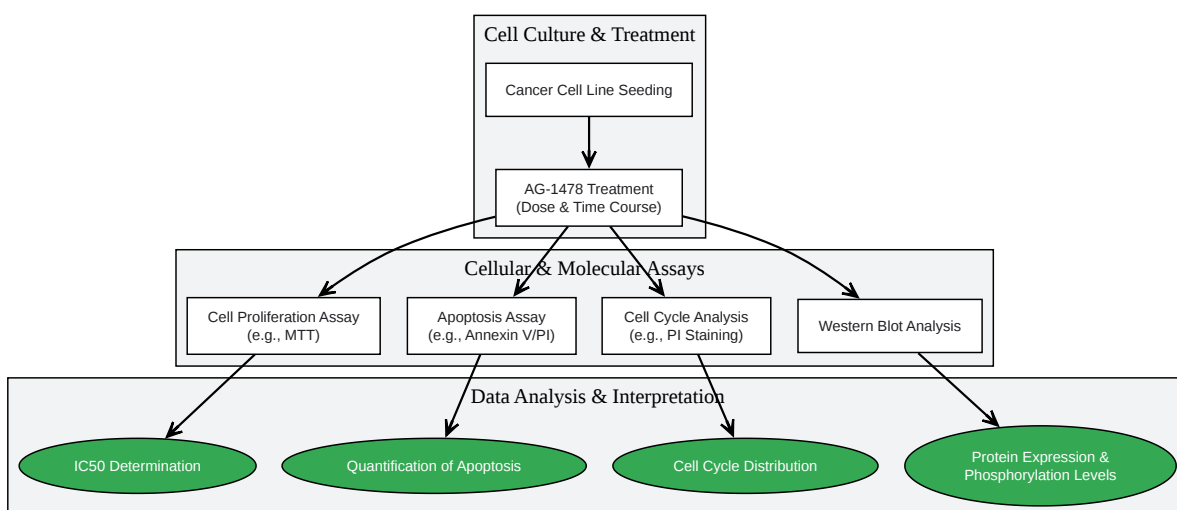 Cell Culture & Treatment
Cancer Cell Line Seeding
AG-1478 Treatment
(Dose & Time Course)
Cellular & Molecular Assays
Cell Proliferation Assay
(e.g., MTT)
Apoptosis Assay
(e.g., Annexin V/PI)
Cell Cycle Analysis
(e.g., PI Staining)
Western Blot Analysis
Data Analysis & Interpretation
IC50 Determination
Quantification of Apoptosis
Cell Cycle Distribution
Protein Expression &
Phosphorylation Levels